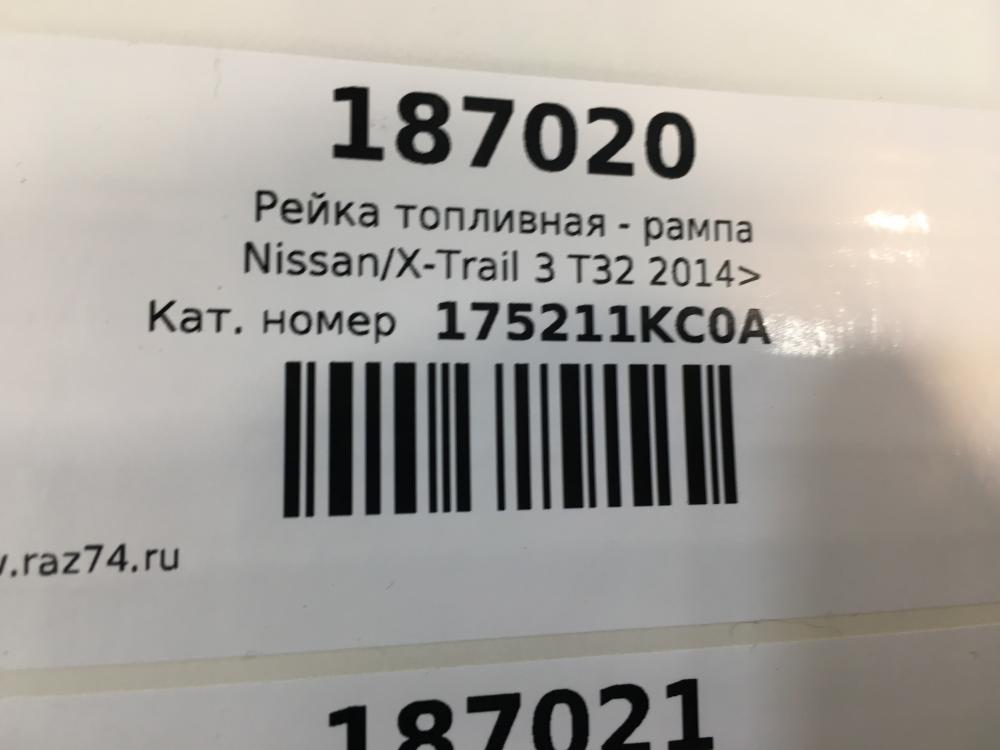 187020
Рейка топливная - рампа
Nissan/X-Trail 3 T32 2014>
Кат. номер 175211KC0A
.raz74.ru
187021